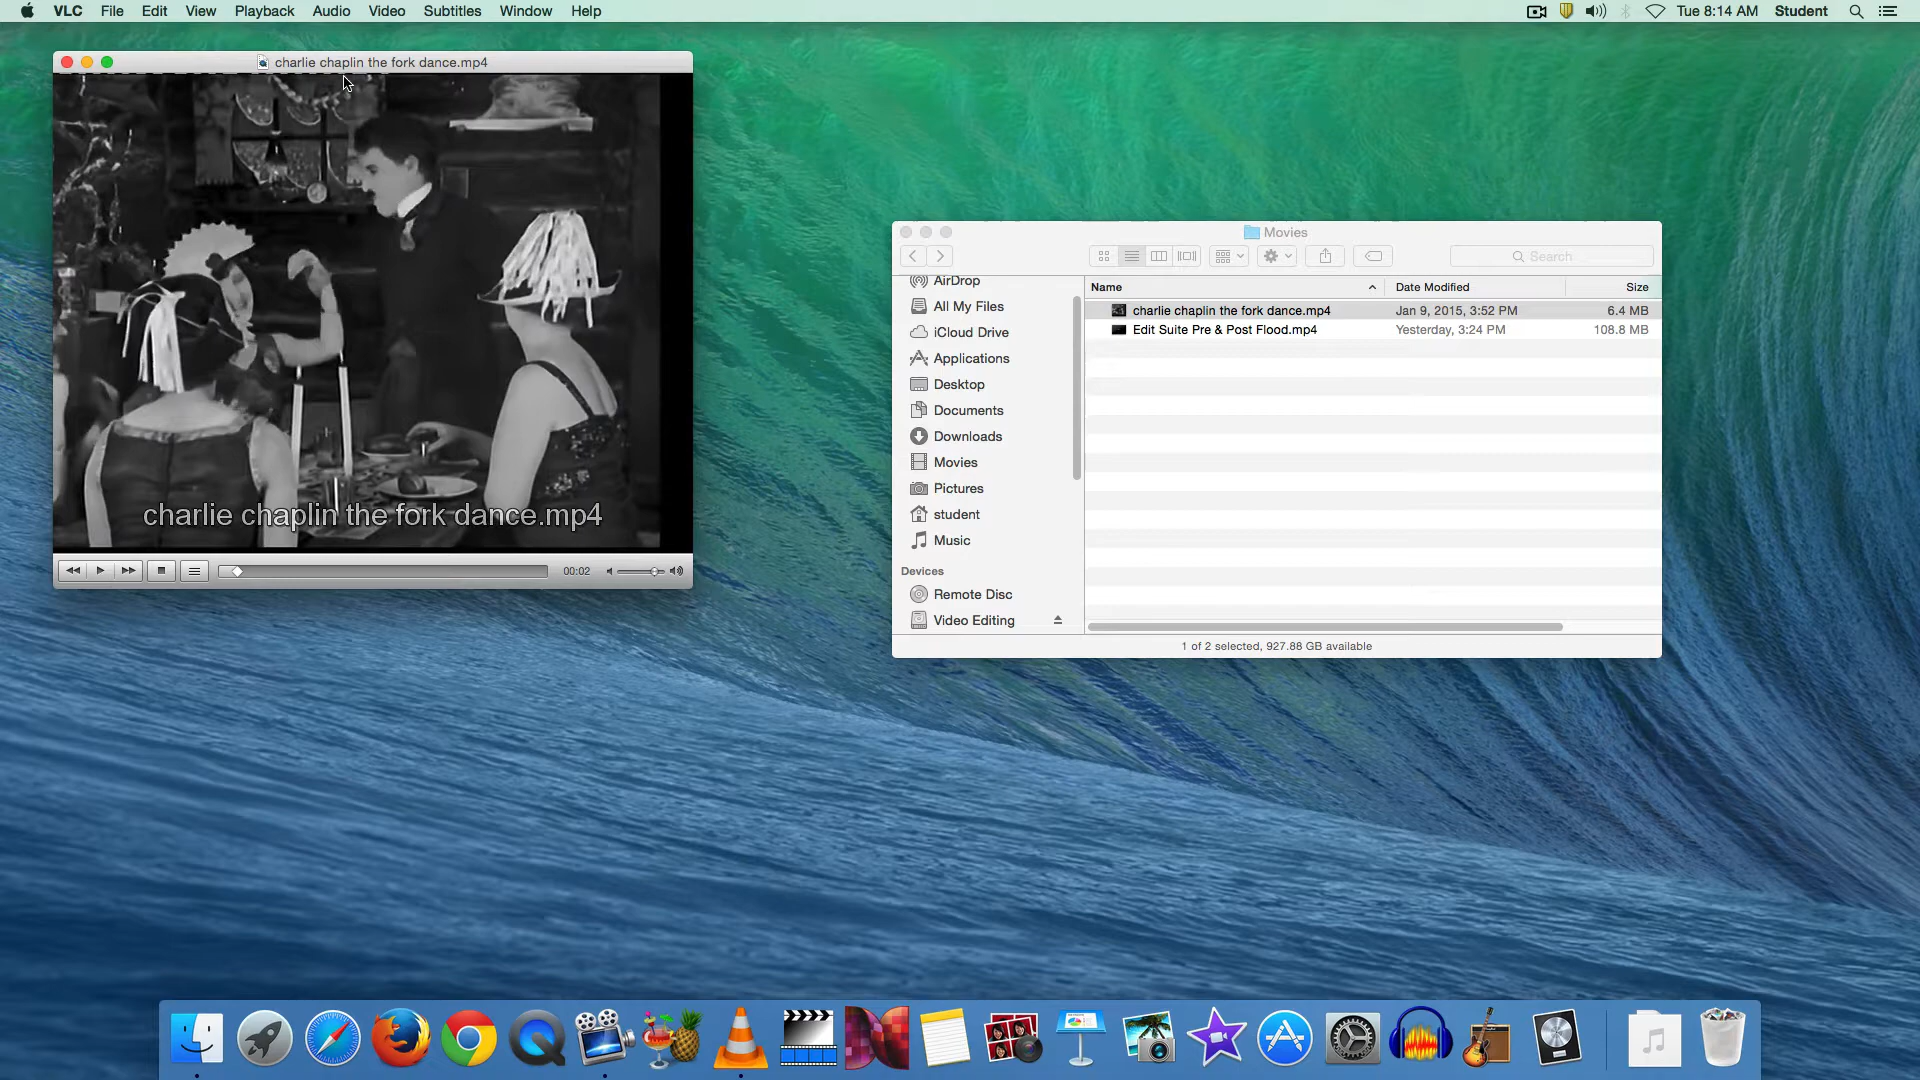 VLC File Edit View Playback Audio Video Subtitles Window Help Tue 8:14 AM Student
charlie chaplin the fork dance.mp4
charlie chaplin the fork dance.mp4
00:02
Movies
Search
AirDrop
All My Files
iCloud Drive
Applications
Desktop
Documents
Downloads
Movies
Pictures
student
Music
Devices
Remote Disc
Video Editing
Name Date Modified Size
charlie chaplin the fork dance.mp4 Jan 9, 2015, 3:52 PM 6.4 MB
Edit Suite Pre & Post Flood.mp4 Yesterday, 3:24 PM 108.8 MB
1 of 2 selected, 927.88 GB available